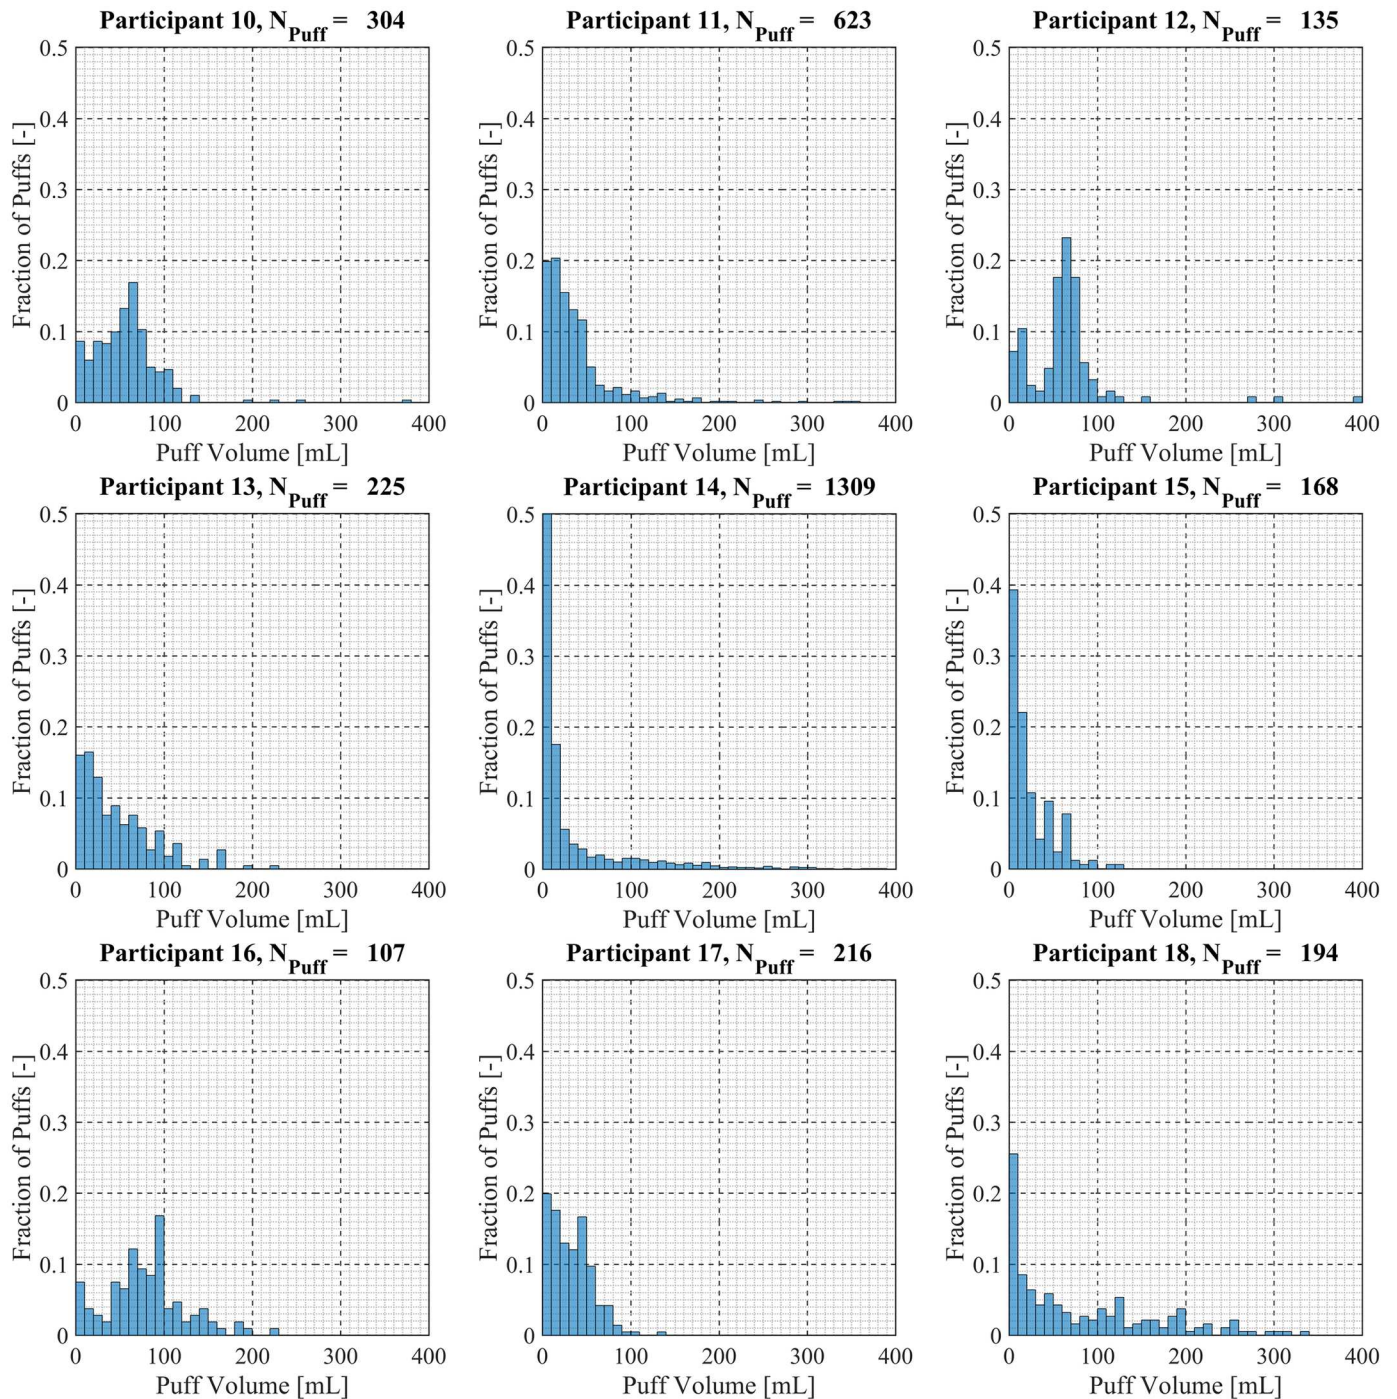 Participant 10, N_Puff = 304
Participant 11, N_Puff = 623
Participant 12, N_Puff = 135
0.5
0.4
0.3
0.2
0.1
0
Fraction of Puffs [-]
0 100 200 300 400
Puff Volume [mL]
0.5
0.4
0.3
0.2
0.1
0
Fraction of Puffs [-]
0 100 200 300 400
Puff Volume [mL]
0.5
0.4
0.3
0.2
0.1
0
Fraction of Puffs [-]
0 100 200 300 400
Puff Volume [mL]
Participant 13, N_Puff = 225
Participant 14, N_Puff = 1309
Participant 15, N_Puff = 168
0.5
0.4
0.3
0.2
0.1
0
Fraction of Puffs [-]
0 100 200 300 400
Puff Volume [mL]
0.5
0.4
0.3
0.2
0.1
0
Fraction of Puffs [-]
0 100 200 300 400
Puff Volume [mL]
0.5
0.4
0.3
0.2
0.1
0
Fraction of Puffs [-]
0 100 200 300 400
Puff Volume [mL]
Participant 16, N_Puff = 107
Participant 17, N_Puff = 216
Participant 18, N_Puff = 194
0.5
0.4
0.3
0.2
0.1
0
Fraction of Puffs [-]
0 100 200 300 400
Puff Volume [mL]
0.5
0.4
0.3
0.2
0.1
0
Fraction of Puffs [-]
0 100 200 300 400
Puff Volume [mL]
0.5
0.4
0.3
0.2
0.1
0
Fraction of Puffs [-]
0 100 200 300 400
Puff Volume [mL]